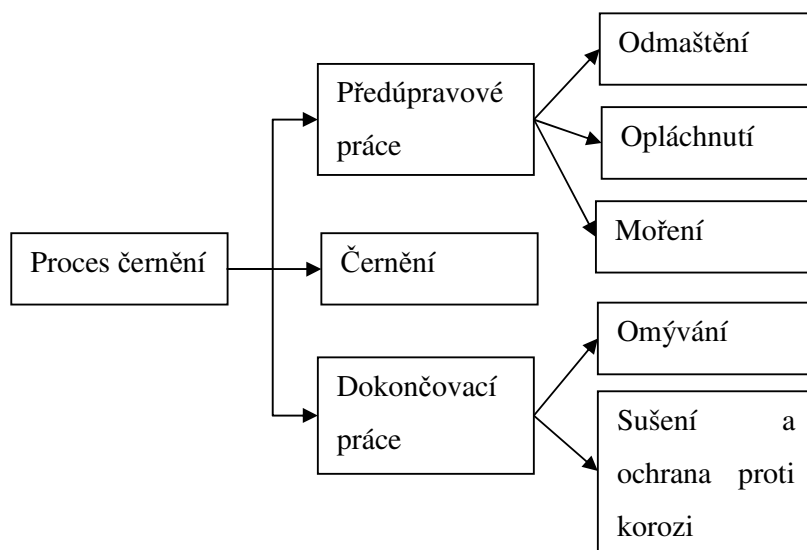 Proces černění
Předúpravové
práce
Odmaštění
Opláchnutí
Moření
Černění
Dokončovací
práce
Omývání
Sušení a
ochrana proti
korozi